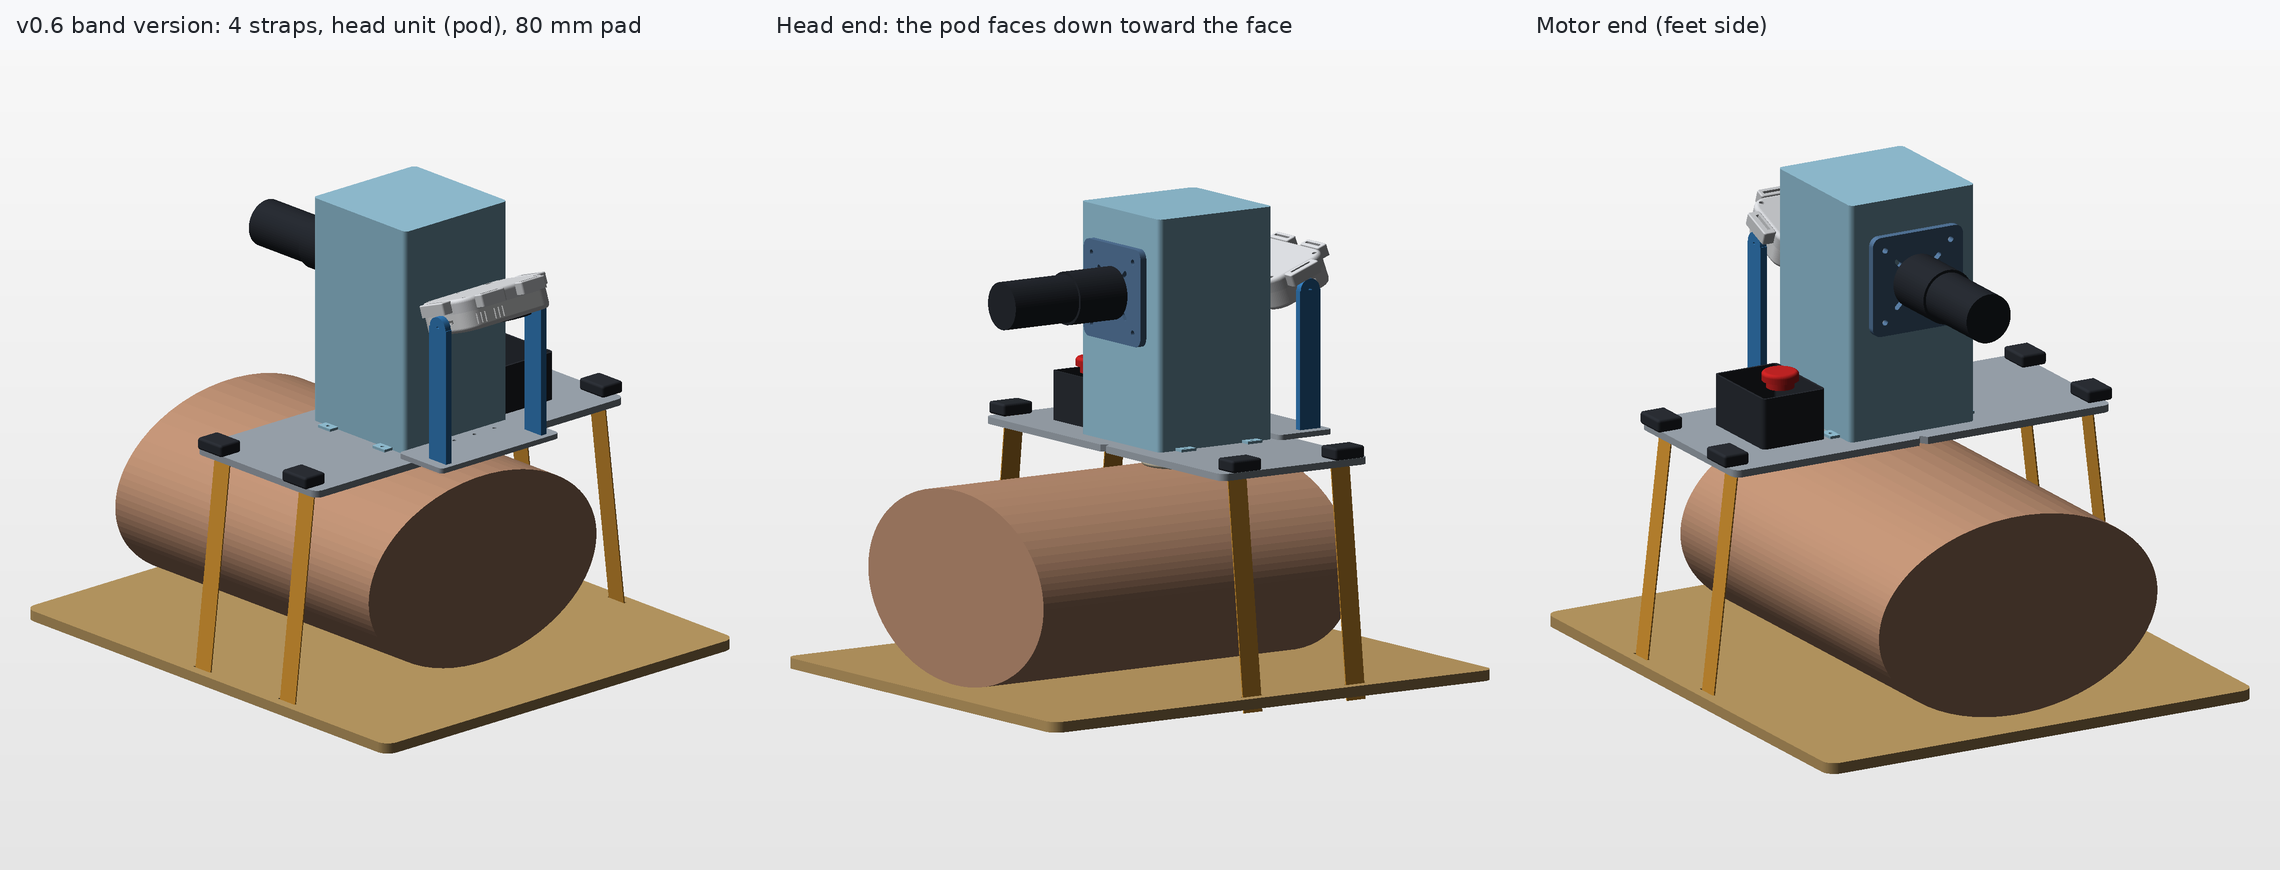 v0.6 band version: 4 straps, head unit (pod), 80 mm pad
Head end: the pod faces down toward the face
Motor end (feet side)